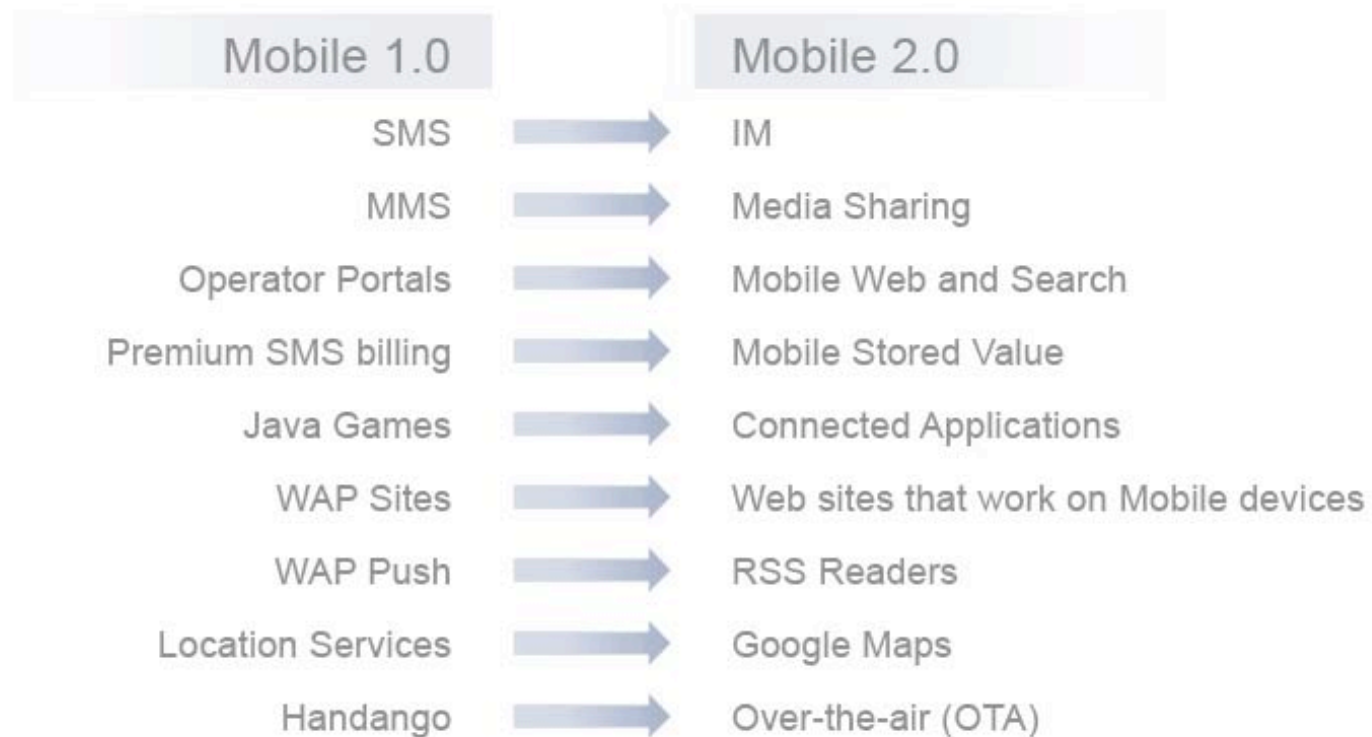 Mobile 1.0 Mobile 2.0
SMS IM
MMS Media Sharing
Operator Portals Mobile Web and Search
Premium SMS billing Mobile Stored Value
Java Games Connected Applications
WAP Sites Web sites that work on Mobile devices
WAP Push RSS Readers
Location Services Google Maps
Handango Over-the-air (OTA)